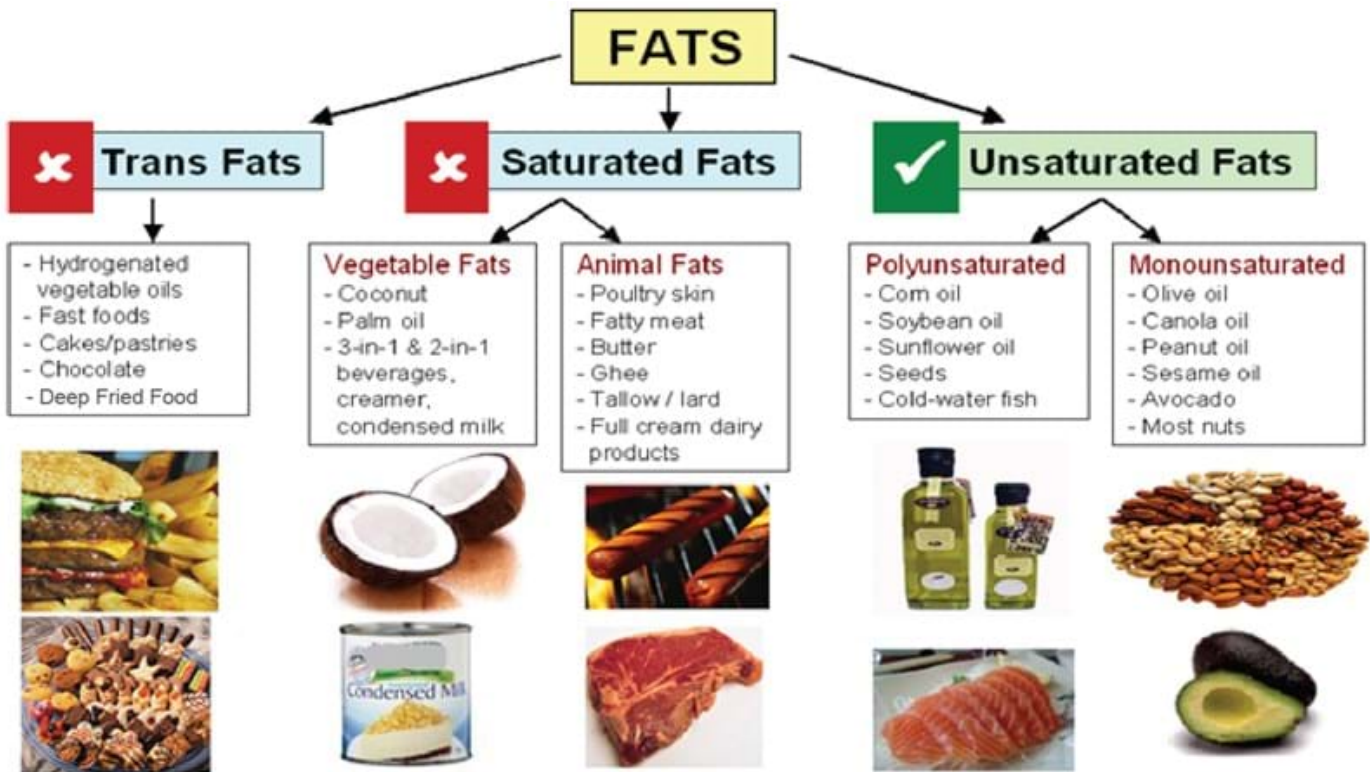 FATS
Trans Fats
- Hydrogenated
vegetable oils
- Fast foods
- Cakes/pastries
- Chocolate
- Deep Fried Food
Saturated Fats
Vegetable Fats
- Coconut
- Palm oil
- 3-in-1 & 2-in-1
beverages,
creamer,
condensed milk
Animal Fats
- Poultry skin
- Fatty meat
- Butter
- Ghee
- Tallow / lard
- Full cream dairy
products
Unsaturated Fats
Polyunsaturated
- Corn oil
- Soybean oil
- Sunflower oil
- Seeds
- Cold-water fish
Monounsaturated
- Olive oil
- Canola oil
- Peanut oil
- Sesame oil
- Avocado
- Most nuts
Condensed Milk